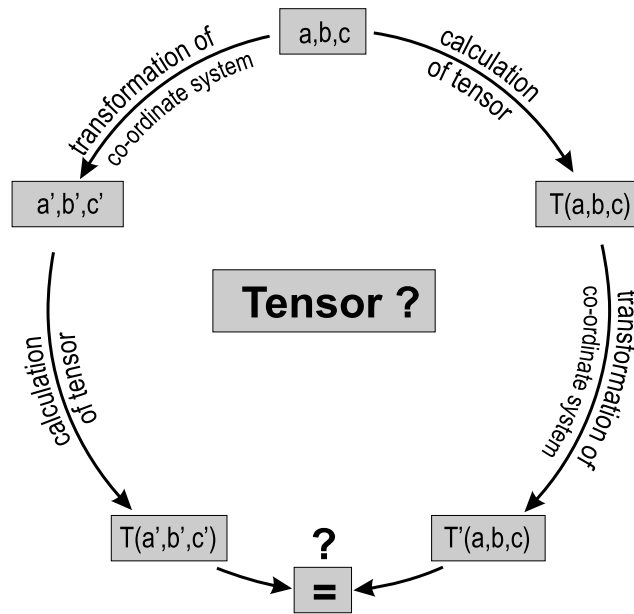 a,b,c
transformation of
co-ordinate system
calculation
of tensor
a’,b’,c’
T(a,b,c)
Tensor ?
calculation
of tensor
transformation of
co-ordinate system
T(a’,b’,c’)
?
T’(a,b,c)
=